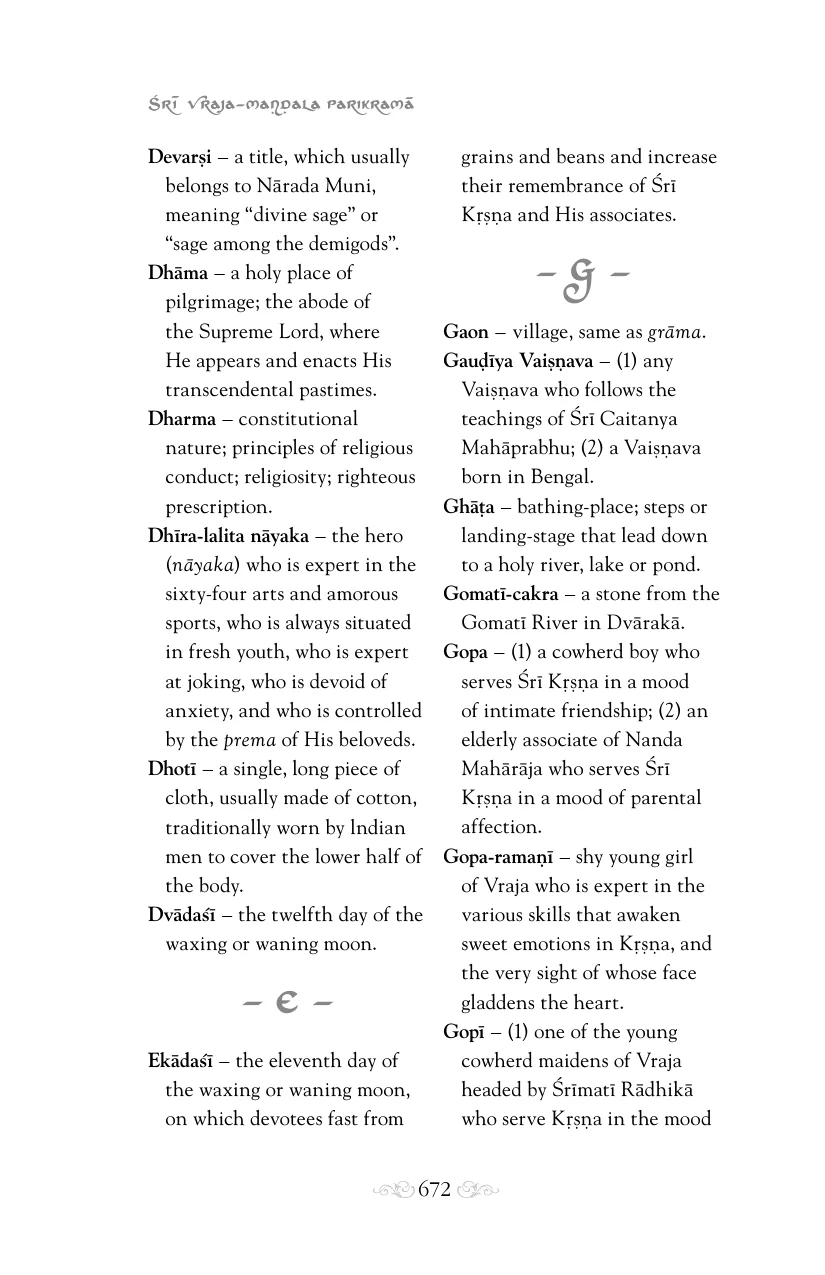 Śrī Vraja-maṇḍala Parikramā
Devarṣi – a title, which usually
belongs to Nārada Muni,
meaning “divine sage” or
“sage among the demigods”.
Dhāma – a holy place of
pilgrimage; the abode of
the Supreme Lord, where
He appears and enacts His
transcendental pastimes.
Dharma – constitutional
nature; principles of religious
conduct; religiosity; righteous
prescription.
Dhīra-lalita nāyaka – the hero
(nāyaka) who is expert in the
sixty-four arts and amorous
sports, who is always situated
in fresh youth, who is expert
at joking, who is devoid of
anxiety, and who is controlled
by the prema of His beloveds.
Dhotī – a single, long piece of
cloth, usually made of cotton,
traditionally worn by Indian
men to cover the lower half of
the body.
Dvādaśī – the twelfth day of the
waxing or waning moon.
– E –
Ekādaśī – the eleventh day of
the waxing or waning moon,
on which devotees fast from
grains and beans and increase
their remembrance of Śrī
Kṛṣṇa and His associates.
– G –
Gaon – village, same as grāma.
Gauḍīya Vaiṣṇava – (1) any
Vaiṣṇava who follows the
teachings of Śrī Caitanya
Mahāprabhu; (2) a Vaiṣṇava
born in Bengal.
Ghāṭa – bathing-place; steps or
landing-stage that lead down
to a holy river, lake or pond.
Gomatī-cakra – a stone from the
Gomatī River in Dvārakā.
Gopa – (1) a cowherd boy who
serves Śrī Kṛṣṇa in a mood
of intimate friendship; (2) an
elderly associate of Nanda
Mahārāja who serves Śrī
Kṛṣṇa in a mood of parental
affection.
Gopa-ramaṇī – shy young girl
of Vraja who is expert in the
various skills that awaken
sweet emotions in Kṛṣṇa, and
the very sight of whose face
gladdens the heart.
Gopī – (1) one of the young
cowherd maidens of Vraja
headed by Śrīmatī Rādhikā
who serve Kṛṣṇa in the mood
672